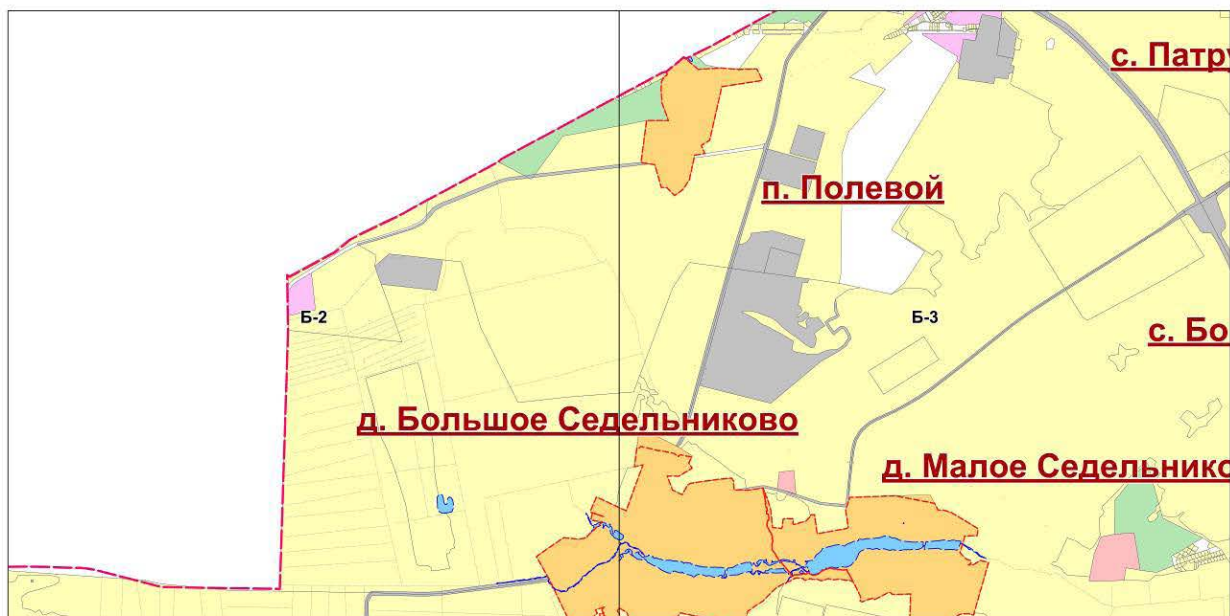 с. Патру
п. Полевой
Б-2
Б-3
с. Бо
д. Большое Седельниково
д. Малое Седельнико